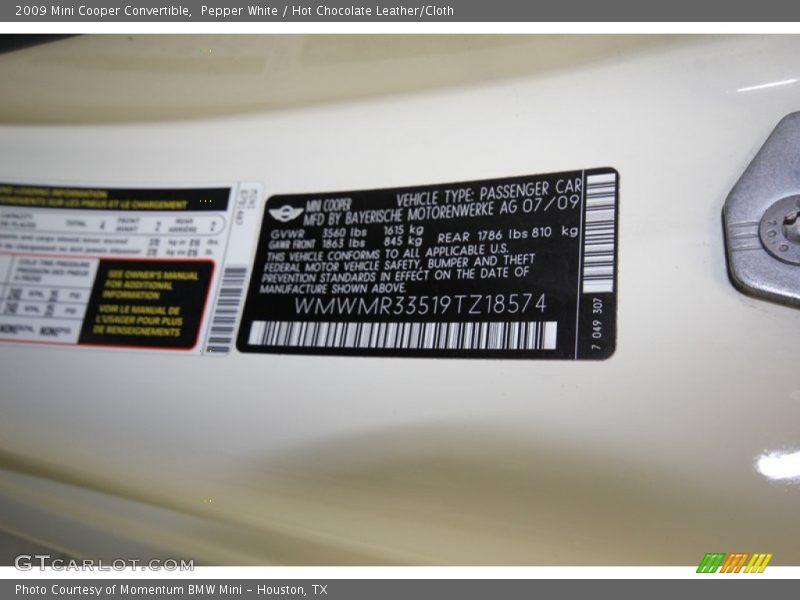 2009 Mini Cooper Convertible,  Pepper White / Hot Chocolate Leather/Cloth
MINI COOPER VEHICLE TYPE: PASSENGER CAR
MFD BY BAYERISCHE MOTORENWERKE AG 07/09
GVWR 3560 lbs 1615 kg
GAWR FRONT 1863 lbs 845 kg REAR 1786 lbs 810 kg
THIS VEHICLE CONFORMS TO ALL APPLICABLE U.S.
FEDERAL MOTOR VEHICLE SAFETY, BUMPER AND THEFT
PREVENTION STANDARDS IN EFFECT ON THE DATE OF
MANUFACTURE SHOWN ABOVE.
WMWMR33519TZ18574
7 049 307
SEE OWNER'S MANUAL
FOR ADDITIONAL
INFORMATION
VOIR LE MANUAL DE
L'USAGER POUR PLUS
DE RENSEIGNEMENTS
GTCARLOT.COM
Photo Courtesy of Momentum BMW Mini - Houston, TX